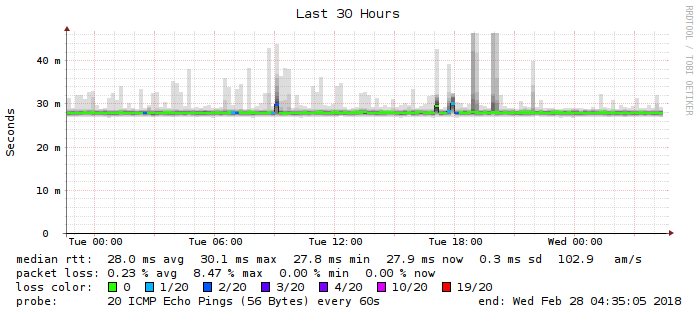 Last 30 Hours
RRDTOOL / TOBI OETIKER
Seconds
40 m
30 m
20 m
10 m
0
Tue 00:00 Tue 06:00 Tue 12:00 Tue 18:00 Wed 00:00
median rtt: 28.0 ms avg 30.1 ms max 27.8 ms min 27.9 ms now 0.3 ms sd 102.9 am/s
packet loss: 0.23 % avg 8.47 % max 0.00 % min 0.00 % now
loss color: 0 1/20 2/20 3/20 4/20 10/20 19/20
probe: 20 ICMP Echo Pings (56 Bytes) every 60s end: Wed Feb 28 04:35:05 2018